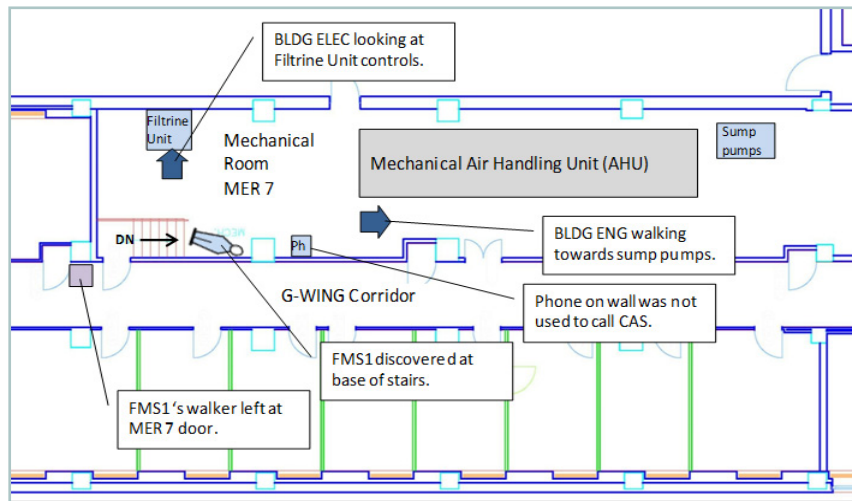 BLDG ELEC looking at
Filtrine Unit controls.
Filtrine
Unit
Mechanical
Room
MER 7
Mechanical Air Handling Unit (AHU)
Sump
pumps
DN
MECH
Ph
BLDG ENG walking
towards sump pumps.
G-WING Corridor
Phone on wall was not
used to call CAS.
FMS1 discovered at
base of stairs.
FMS1's walker left at
MER 7 door.